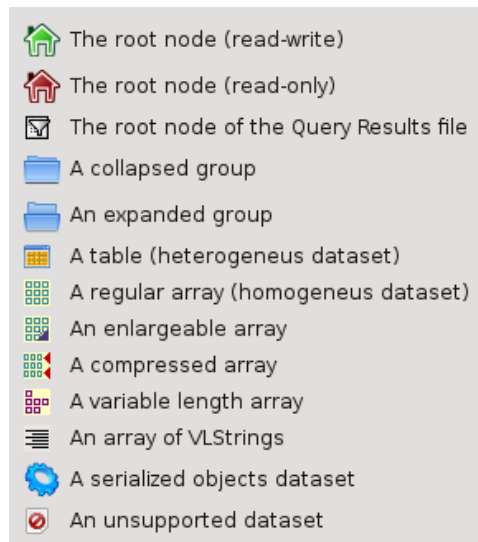 The root node (read-write)
The root node (read-only)
The root node of the Query Results file
A collapsed group
An expanded group
A table (heterogeneus dataset)
A regular array (homogeneus dataset)
An enlargeable array
A compressed array
A variable length array
An array of VLStrings
A serialized objects dataset
An unsupported dataset